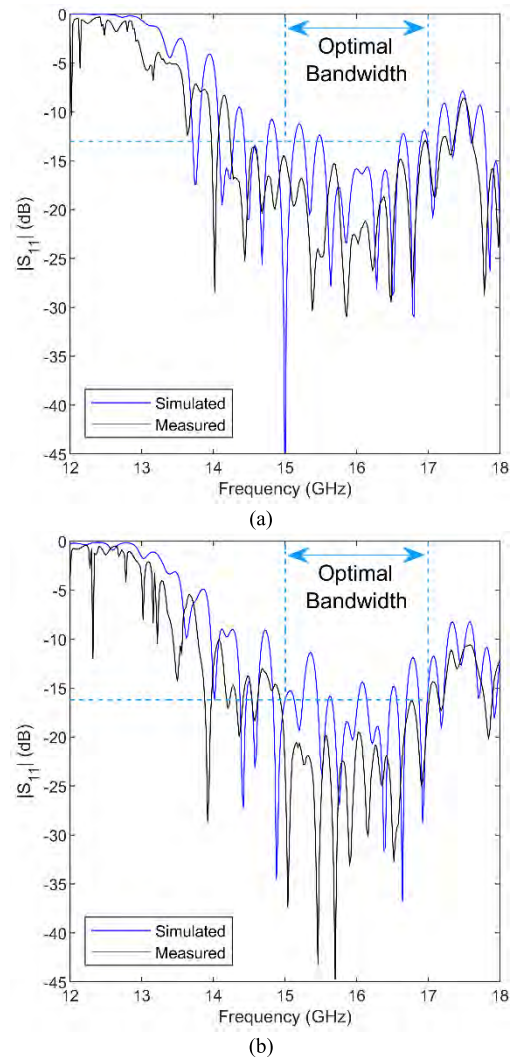 0
-5
-10
-15
-20
-25
-30
-35
-40
-45
|S11| (dB)
Optimal
Bandwidth
Simulated
Measured
12 13 14 15 16 17 18
Frequency (GHz)
(a)
0
-5
-10
-15
-20
-25
-30
-35
-40
-45
|S11| (dB)
Optimal
Bandwidth
Simulated
Measured
12 13 14 15 16 17 18
Frequency (GHz)
(b)